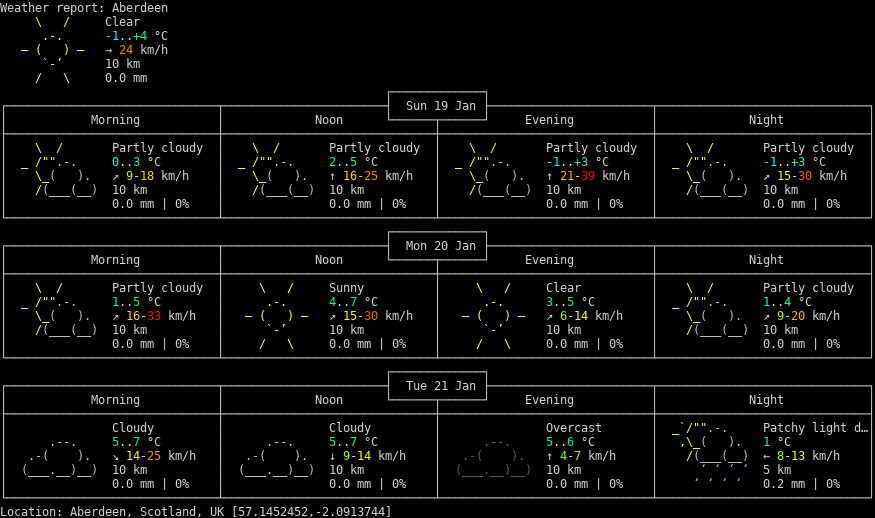 Weather report: Aberdeen
Clear
-1..+4 °C
→ 24 km/h
10 km
0.0 mm
Sun 19 Jan
Morning Noon Evening Night
Partly cloudy Partly cloudy Partly cloudy Partly cloudy
0..3 °C 2..5 °C -1..+3 °C -1..+3 °C
↗ 9-18 km/h ↑ 16-25 km/h ↑ 21-39 km/h ↗ 15-30 km/h
10 km 10 km 10 km 10 km
0.0 mm | 0% 0.0 mm | 0% 0.0 mm | 0% 0.0 mm | 0%
Mon 20 Jan
Morning Noon Evening Night
Partly cloudy Sunny Clear Partly cloudy
1..5 °C 4..7 °C 3..5 °C 1..4 °C
↗ 16-33 km/h ↗ 15-30 km/h ↗ 6-14 km/h ↗ 9-20 km/h
10 km 10 km 10 km 10 km
0.0 mm | 0% 0.0 mm | 0% 0.0 mm | 0% 0.0 mm | 0%
Tue 21 Jan
Morning Noon Evening Night
Cloudy Cloudy Overcast Patchy light d…
5..7 °C 5..7 °C 5..6 °C 1 °C
↘ 14-25 km/h ↓ 9-14 km/h ↑ 4-7 km/h ← 8-13 km/h
10 km 10 km 10 km 5 km
0.0 mm | 0% 0.0 mm | 0% 0.0 mm | 0% 0.2 mm | 0%
Location: Aberdeen, Scotland, UK [57.1452452,-2.0913744]